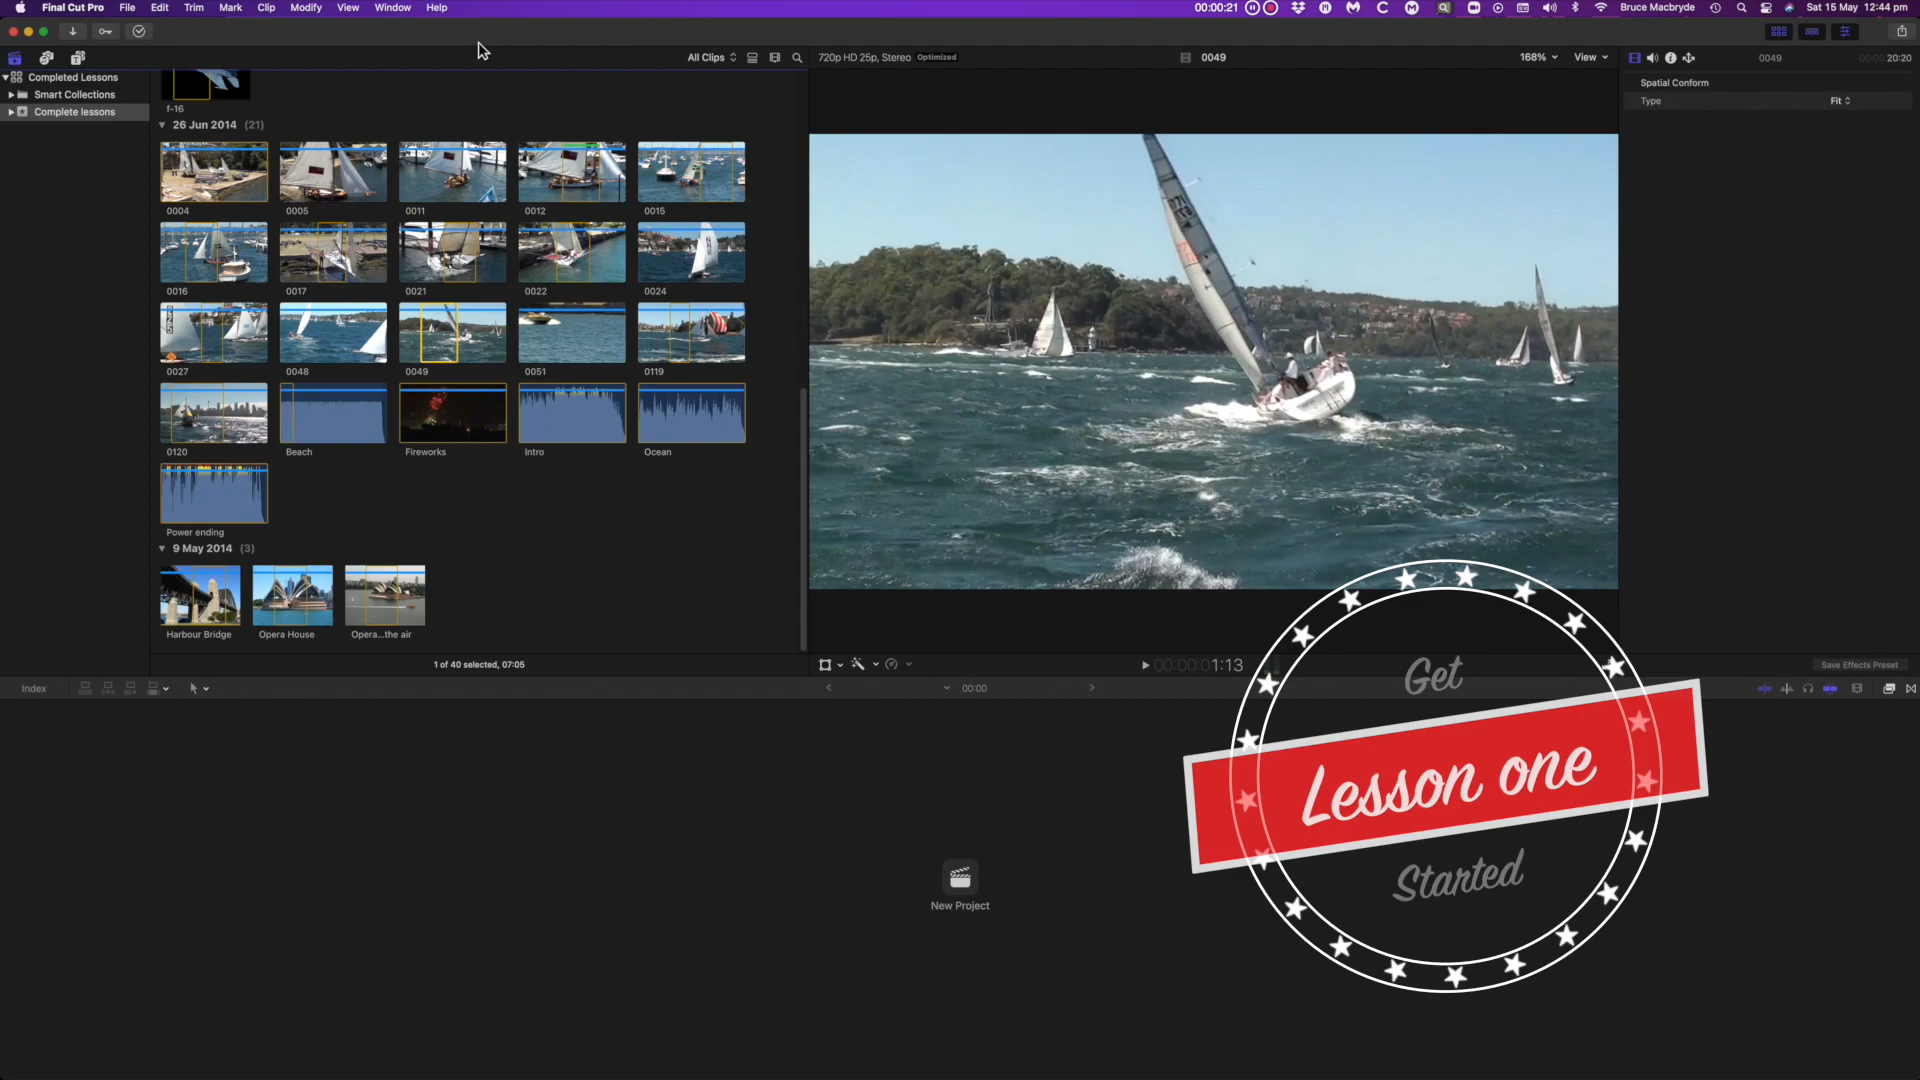 Final Cut Pro File Edit Trim Mark Clip Modify View Window Help 00:00:21 Bruce Macbryde Sat 15 May 12:44 pm
All Clips 720p HD 25p, Stereo Optimized 0049 168% View 0049 00:00:20:20
Completed Lessons
Smart Collections
Complete lessons
f-16
26 Jun 2014 (21)
0004 0005 0011 0012 0015
0016 0017 0021 0022 0024
0027 0048 0049 0051 0119
0120 Beach Fireworks Intro Ocean
Power ending
9 May 2014 (3)
Harbour Bridge Opera House Opera...the air
1 of 40 selected, 07:05
Spatial Conform
Type Fit
00:00:01:13
Save Effects Preset
Index 00:00
New Project
Get
Lesson one
Started